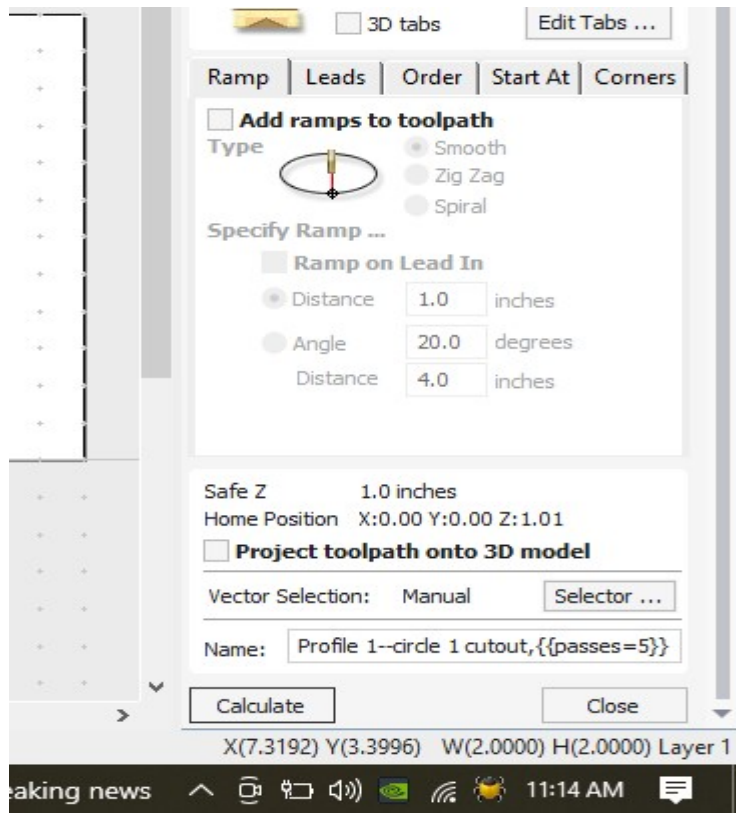 3D tabs Edit Tabs ...
Ramp Leads Order Start At Corners
Add ramps to toolpath
Type Smooth
Zig Zag
Spiral
Specify Ramp ...
Ramp on Lead In
Distance 1.0 inches
Angle 20.0 degrees
Distance 4.0 inches
Safe Z 1.0 inches
Home Position X:0.00 Y:0.00 Z:1.01
Project toolpath onto 3D model
Vector Selection: Manual Selector ...
Name: Profile 1--circle 1 cutout,{{passes=5}}
Calculate Close
X(7.3192) Y(3.3996) W(2.0000) H(2.0000) Layer 1
eaking news 11:14 AM